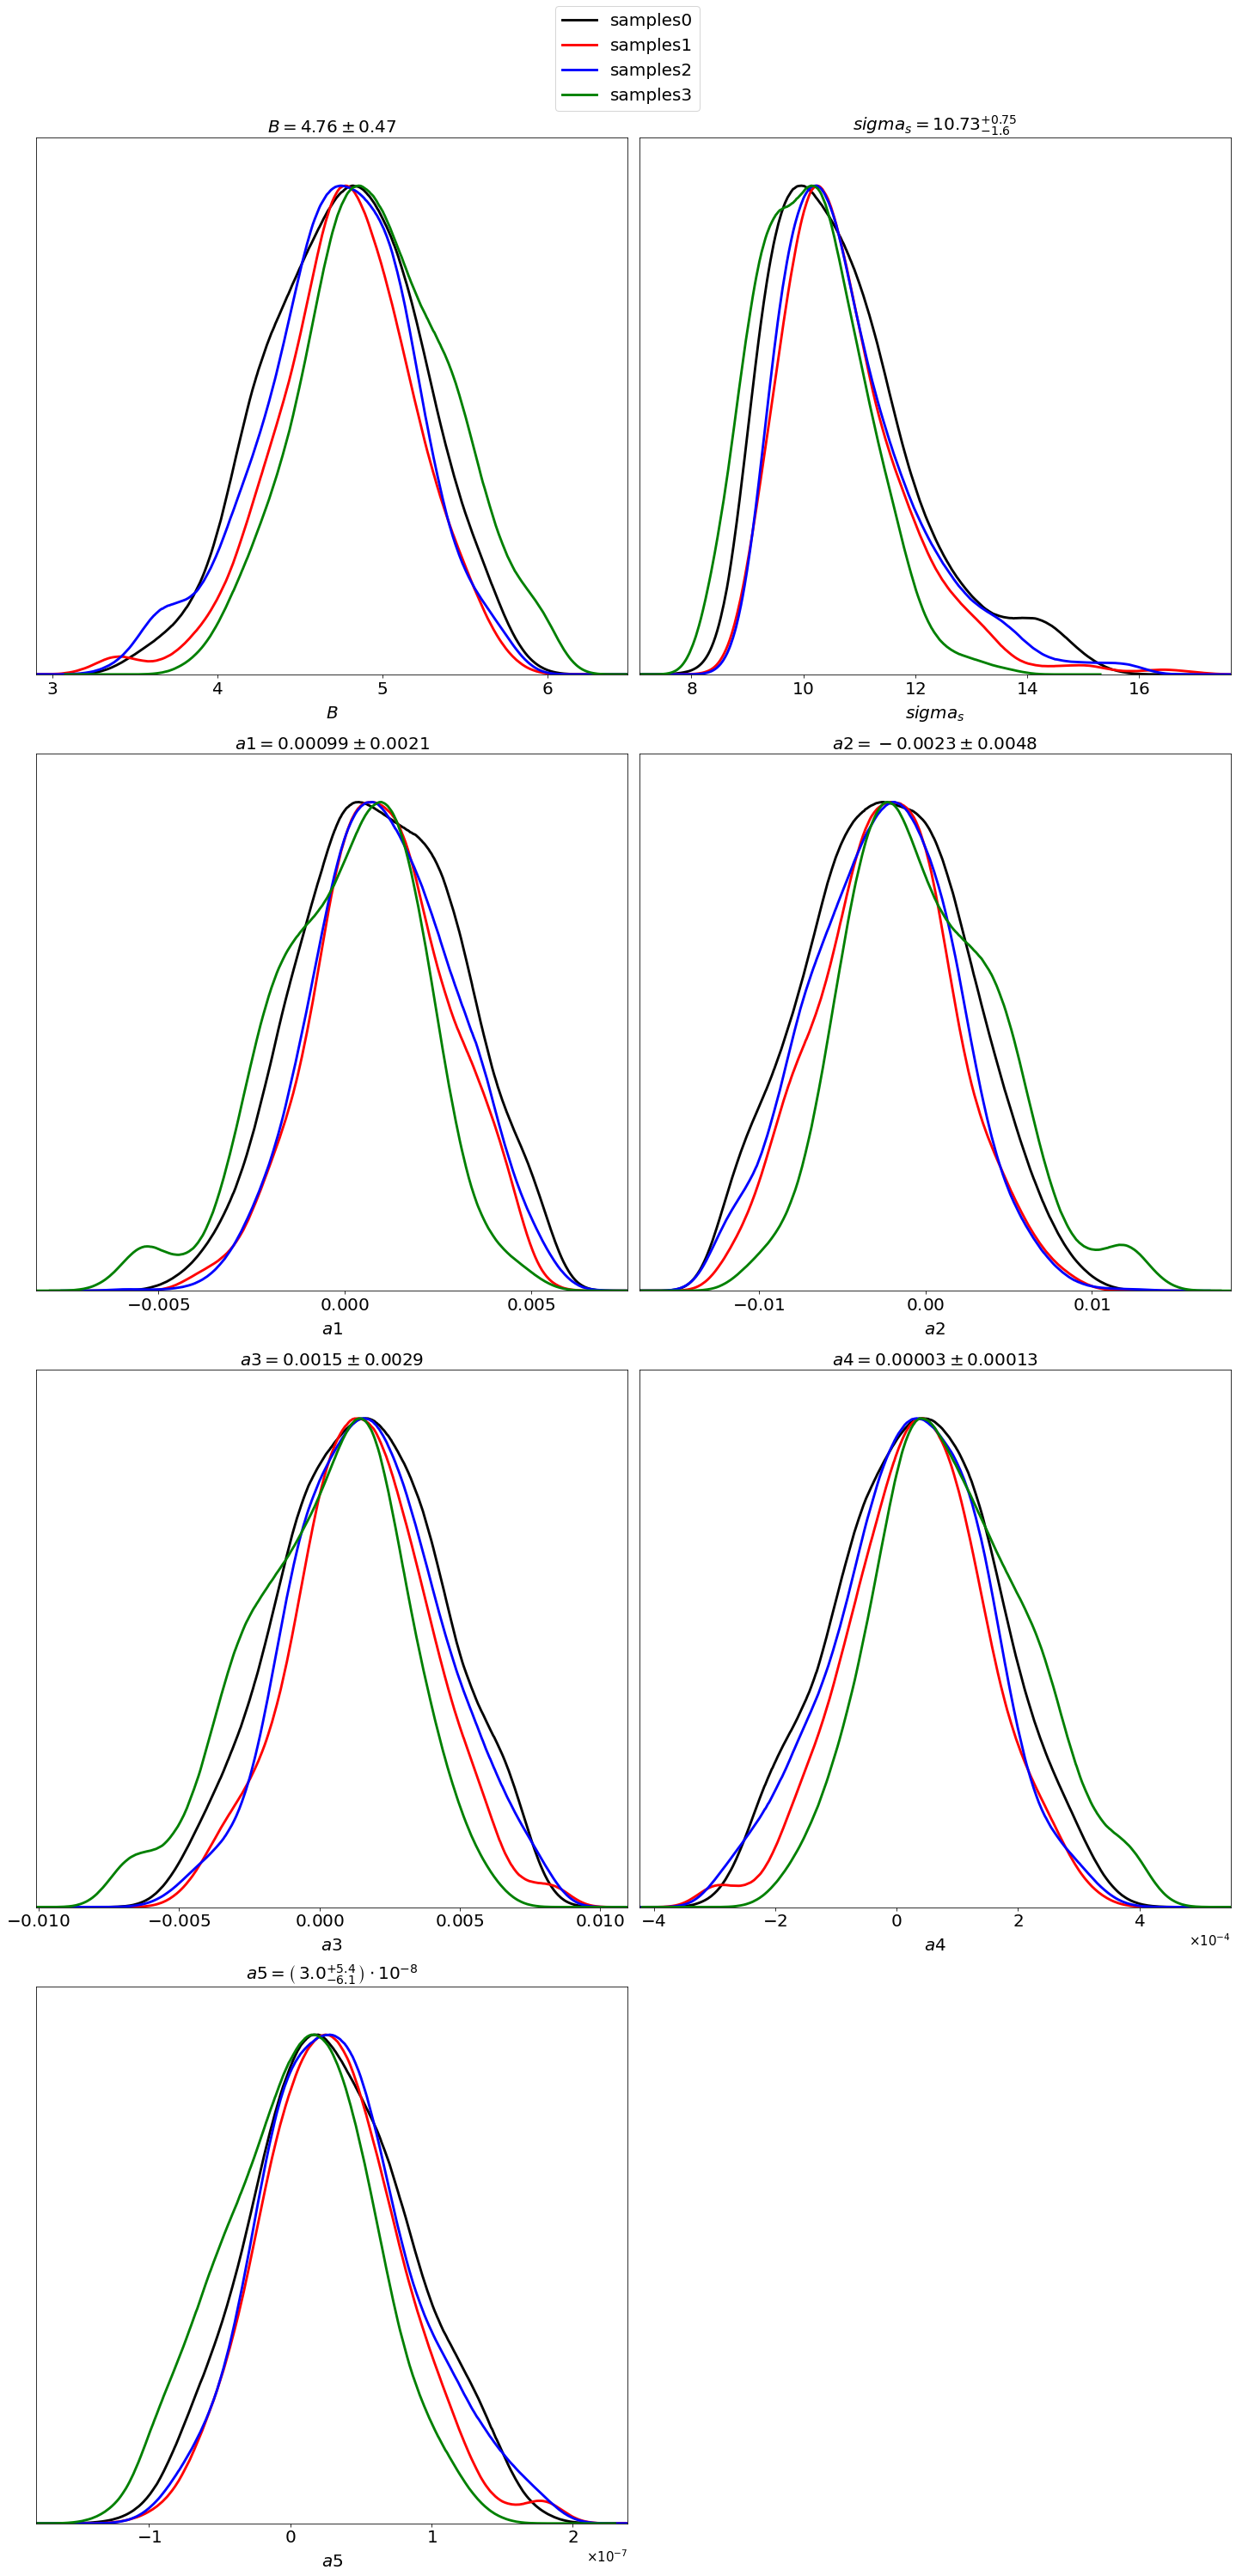 samples0
samples1
samples2
samples3
B = 4.76 ± 0.47
sigma_s = 10.73^{+0.75}_{-1.6}
3 4 5 6
8 10 12 14 16
B
sigma_s
a1 = 0.00099 ± 0.0021
a2 = −0.0023 ± 0.0048
−0.005 0.000 0.005
−0.01 0.00 0.01
a1
a2
a3 = 0.0015 ± 0.0029
a4 = 0.00003 ± 0.00013
−0.010 −0.005 0.000 0.005 0.010
−4 −2 0 2 4
×10^{−4}
a3
a4
a5 = (3.0^{+5.4}_{−6.1}) · 10^{−8}
−1 0 1 2
×10^{−7}
a5